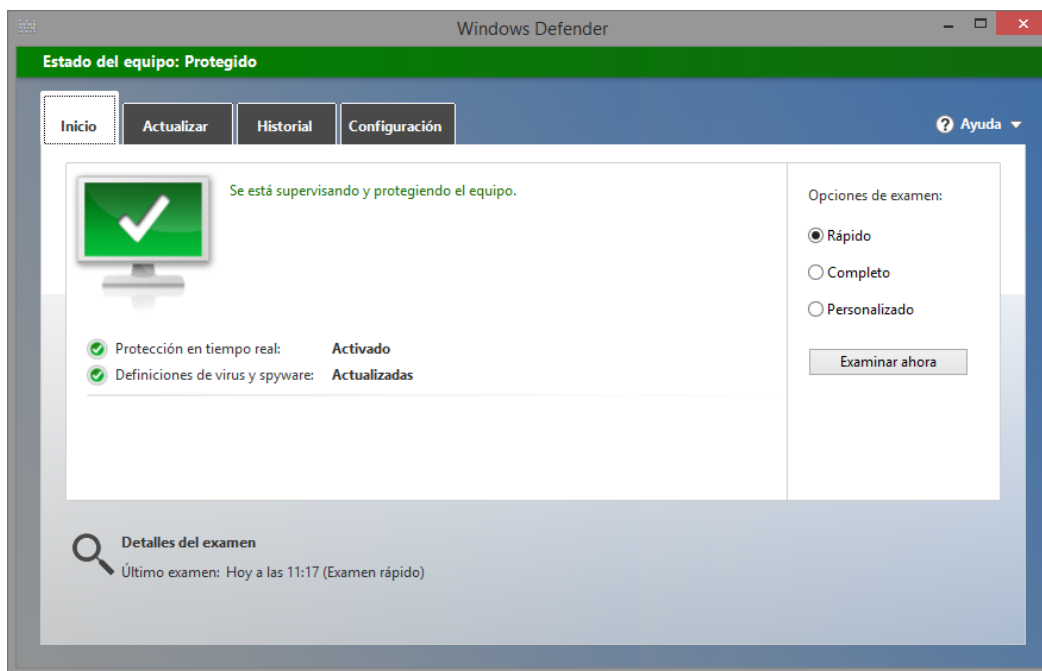 Windows Defender
Estado del equipo: Protegido
Inicio Actualizar Historial Configuración
? Ayuda
Se está supervisando y protegiendo el equipo.
Opciones de examen:
Rápido
Completo
Personalizado
Examinar ahora
Protección en tiempo real: Activado
Definiciones de virus y spyware: Actualizadas
Detalles del examen
Último examen: Hoy a las 11:17 (Examen rápido)